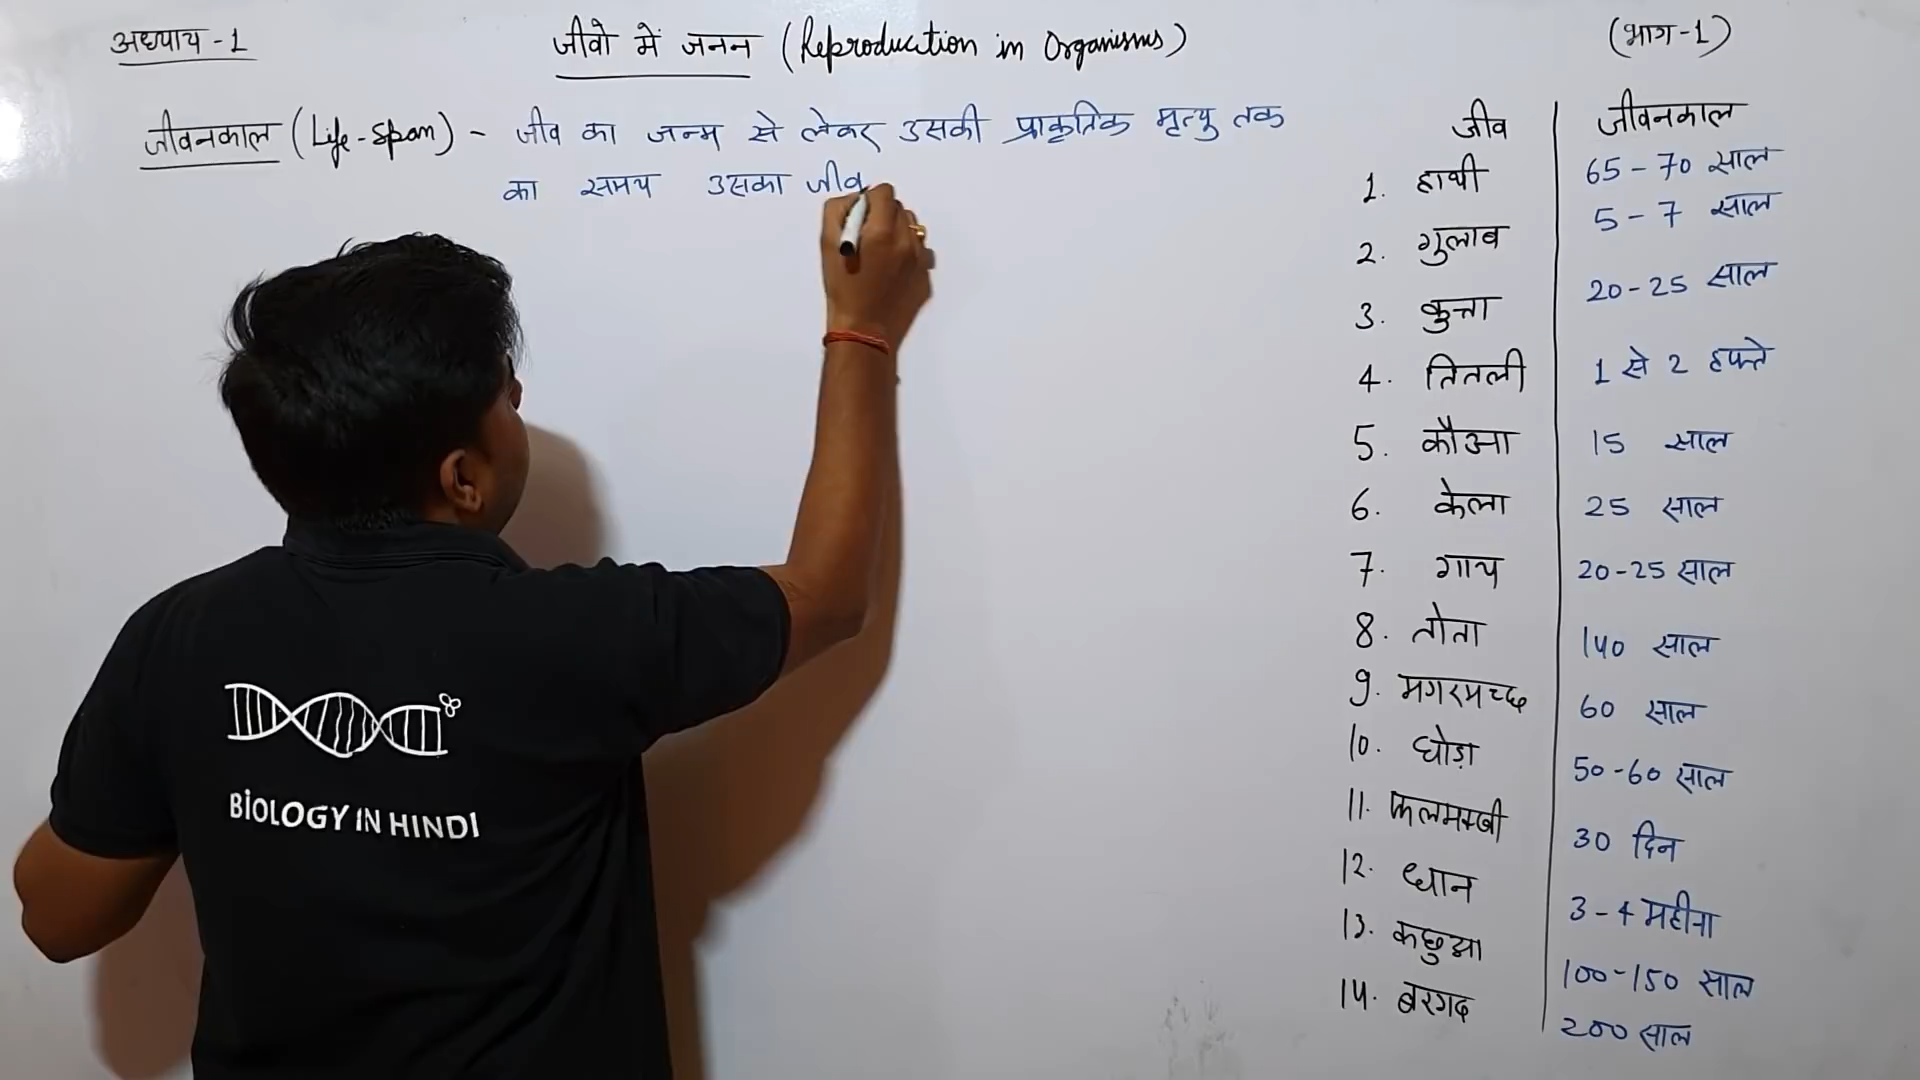 अध्याय - 1
जीवो में जनन (Reproduction in Organisms)
(भाग-1)
जीवनकाल (Life-Span) - जीव का जन्म से लेकर उसकी प्राकृतिक मृत्यु तक
का समय उसका जीव
जीव जीवनकाल
1. हाथी 65-70 साल
2. गुलाब 5-7 साल
3. कुत्ता 20-25 साल
4. तितली 1 से 2 हफ्ते
5. कौआ 15 साल
6. केला 25 साल
7. गाय 20-25 साल
8. तोता 140 साल
9. मगरमच्छ 60 साल
10. घोड़ा 50-60 साल
11. फलमक्खी 30 दिन
12. धान 3-4 महीना
13. कछुआ 100-150 साल
14. बरगद 200 साल
BIOLOGY IN HINDI